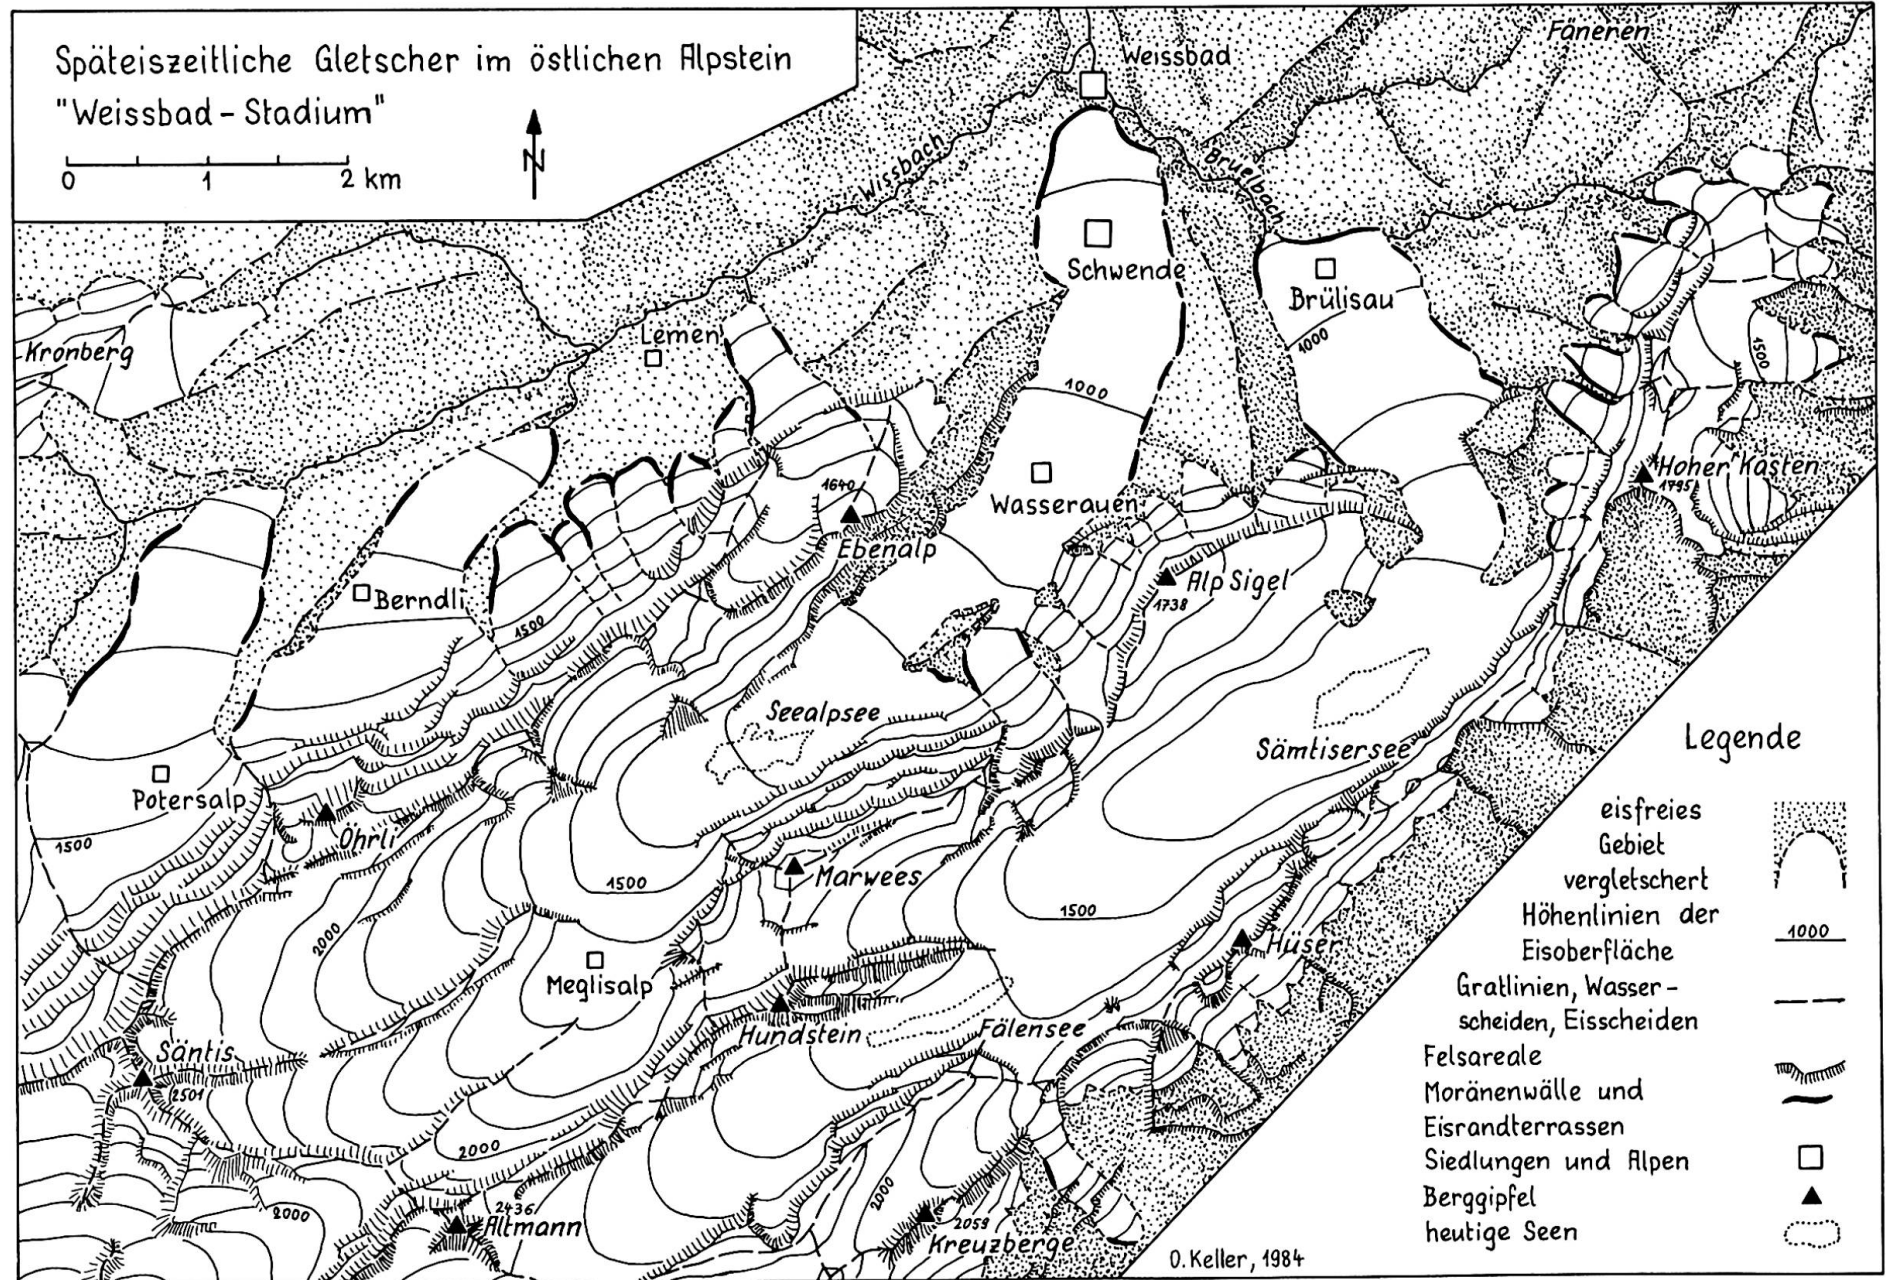 Späteiszeitliche Gletscher im östlichen Alpstein
"Weissbad-Stadium"
N
0 1 2 km
Fäneren
Weissbad
Wissbach
Brüelbach
Schwende
Brülisau
1000
Kronberg
Lemen
1500
1000
Hoher Kasten
1795
Wasserauen
1640
Ebenalp
Alp Sigel
1738
Berndli
1500
Seealpsee
Sämtisersee
Potersalp
Öhrli
1500
Marwees
1500
1500
2000
Meglisalp
Huser
Hundstein
Fälensee
Säntis
2501
2000
2000
2436
Altmann
2000
2059
Kreuzberge
O. Keller, 1984
Legende
eisfreies
Gebiet
vergletschert
Höhenlinien der
Eisoberfläche
1000
Gratlinien, Wasser-
scheiden, Eisscheiden
Felsareale
Moränenwälle und
Eisrandterrassen
Siedlungen und Alpen
Berggipfel
heutige Seen